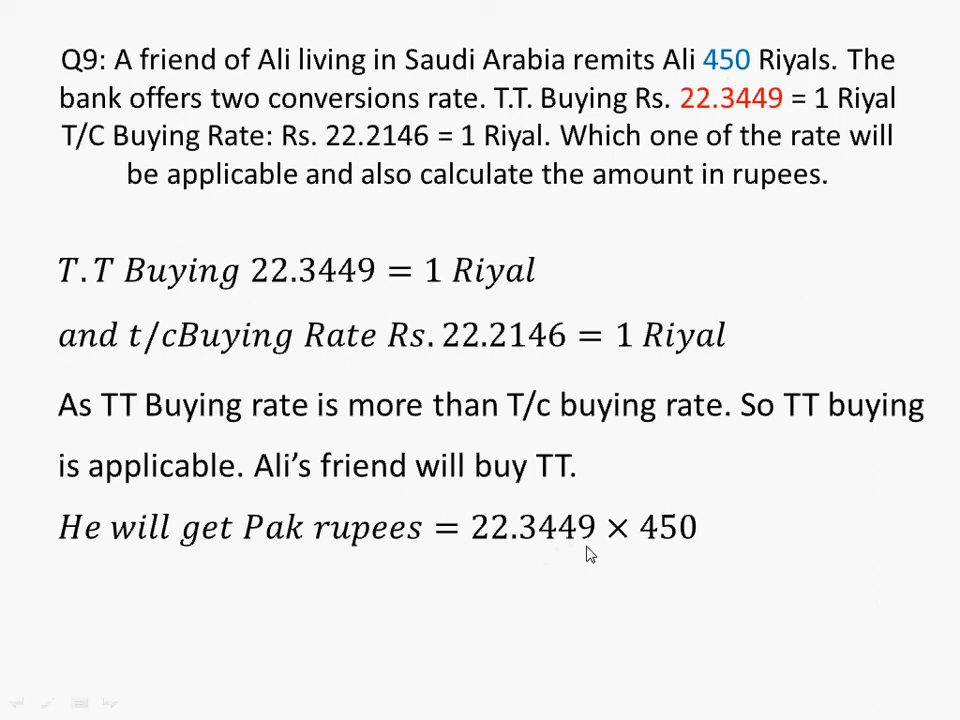 Q9: A friend of Ali living in Saudi Arabia remits Ali 450 Riyals. The
bank offers two conversions rate. T.T. Buying Rs. 22.3449 = 1 Riyal
T/C Buying Rate: Rs. 22.2146 = 1 Riyal. Which one of the rate will
be applicable and also calculate the amount in rupees.
T.T Buying 22.3449 = 1 Riyal
and t/cBuying Rate Rs. 22.2146 = 1 Riyal
As TT Buying rate is more than T/c buying rate. So TT buying
is applicable. Ali’s friend will buy TT.
He will get Pak rupees = 22.3449 × 450